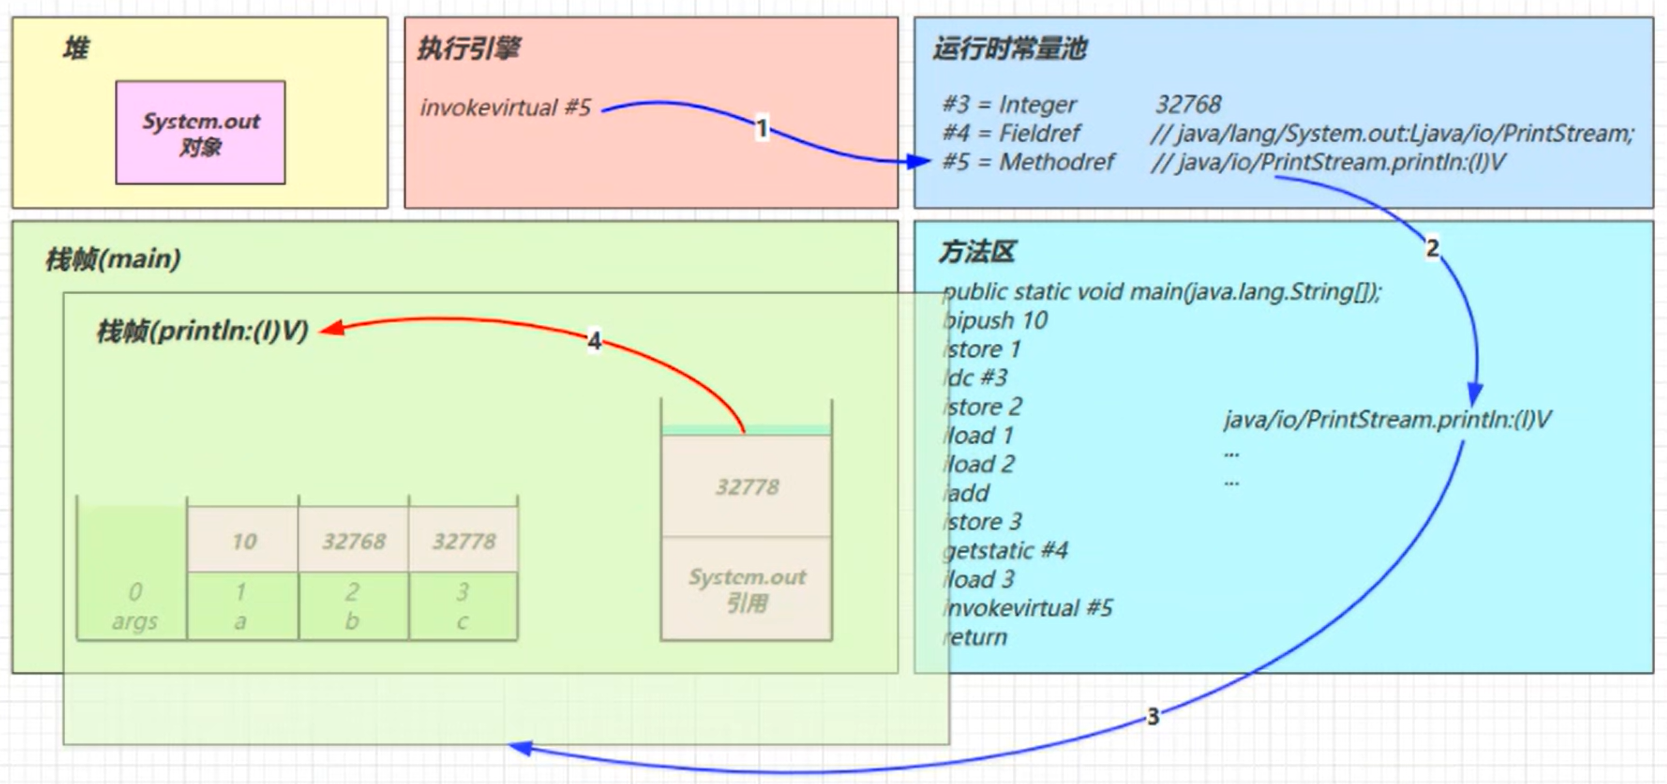 堆
System.out
对象
执行引擎
invokevirtual #5
1
运行时常量池
#3 = Integer 32768
#4 = Fieldref // java/lang/System.out:Ljava/io/PrintStream;
#5 = Methodref // java/io/PrintStream.println:(I)V
2
栈帧(main)
栈帧(println:(I)V)
4
10 32768 32778
0 1 2 3
args a b c
32778
System.out
引用
方法区
public static void main(java.lang.String[]);
bipush 10
istore 1
ldc #3
istore 2
iload 1
iload 2
iadd
istore 3
getstatic #4
iload 3
invokevirtual #5
return
java/io/PrintStream.println:(I)V
...
...
3